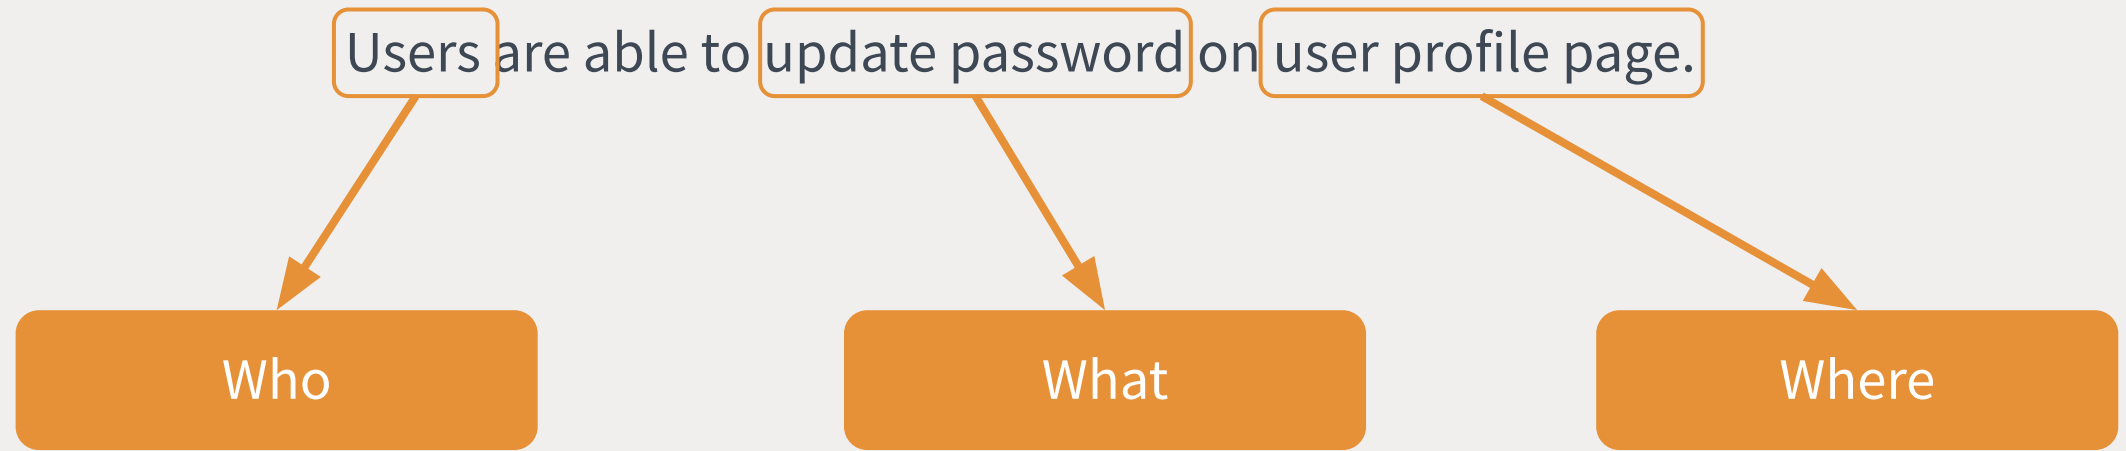 Users are able to update password on user profile page.
Who
What
Where